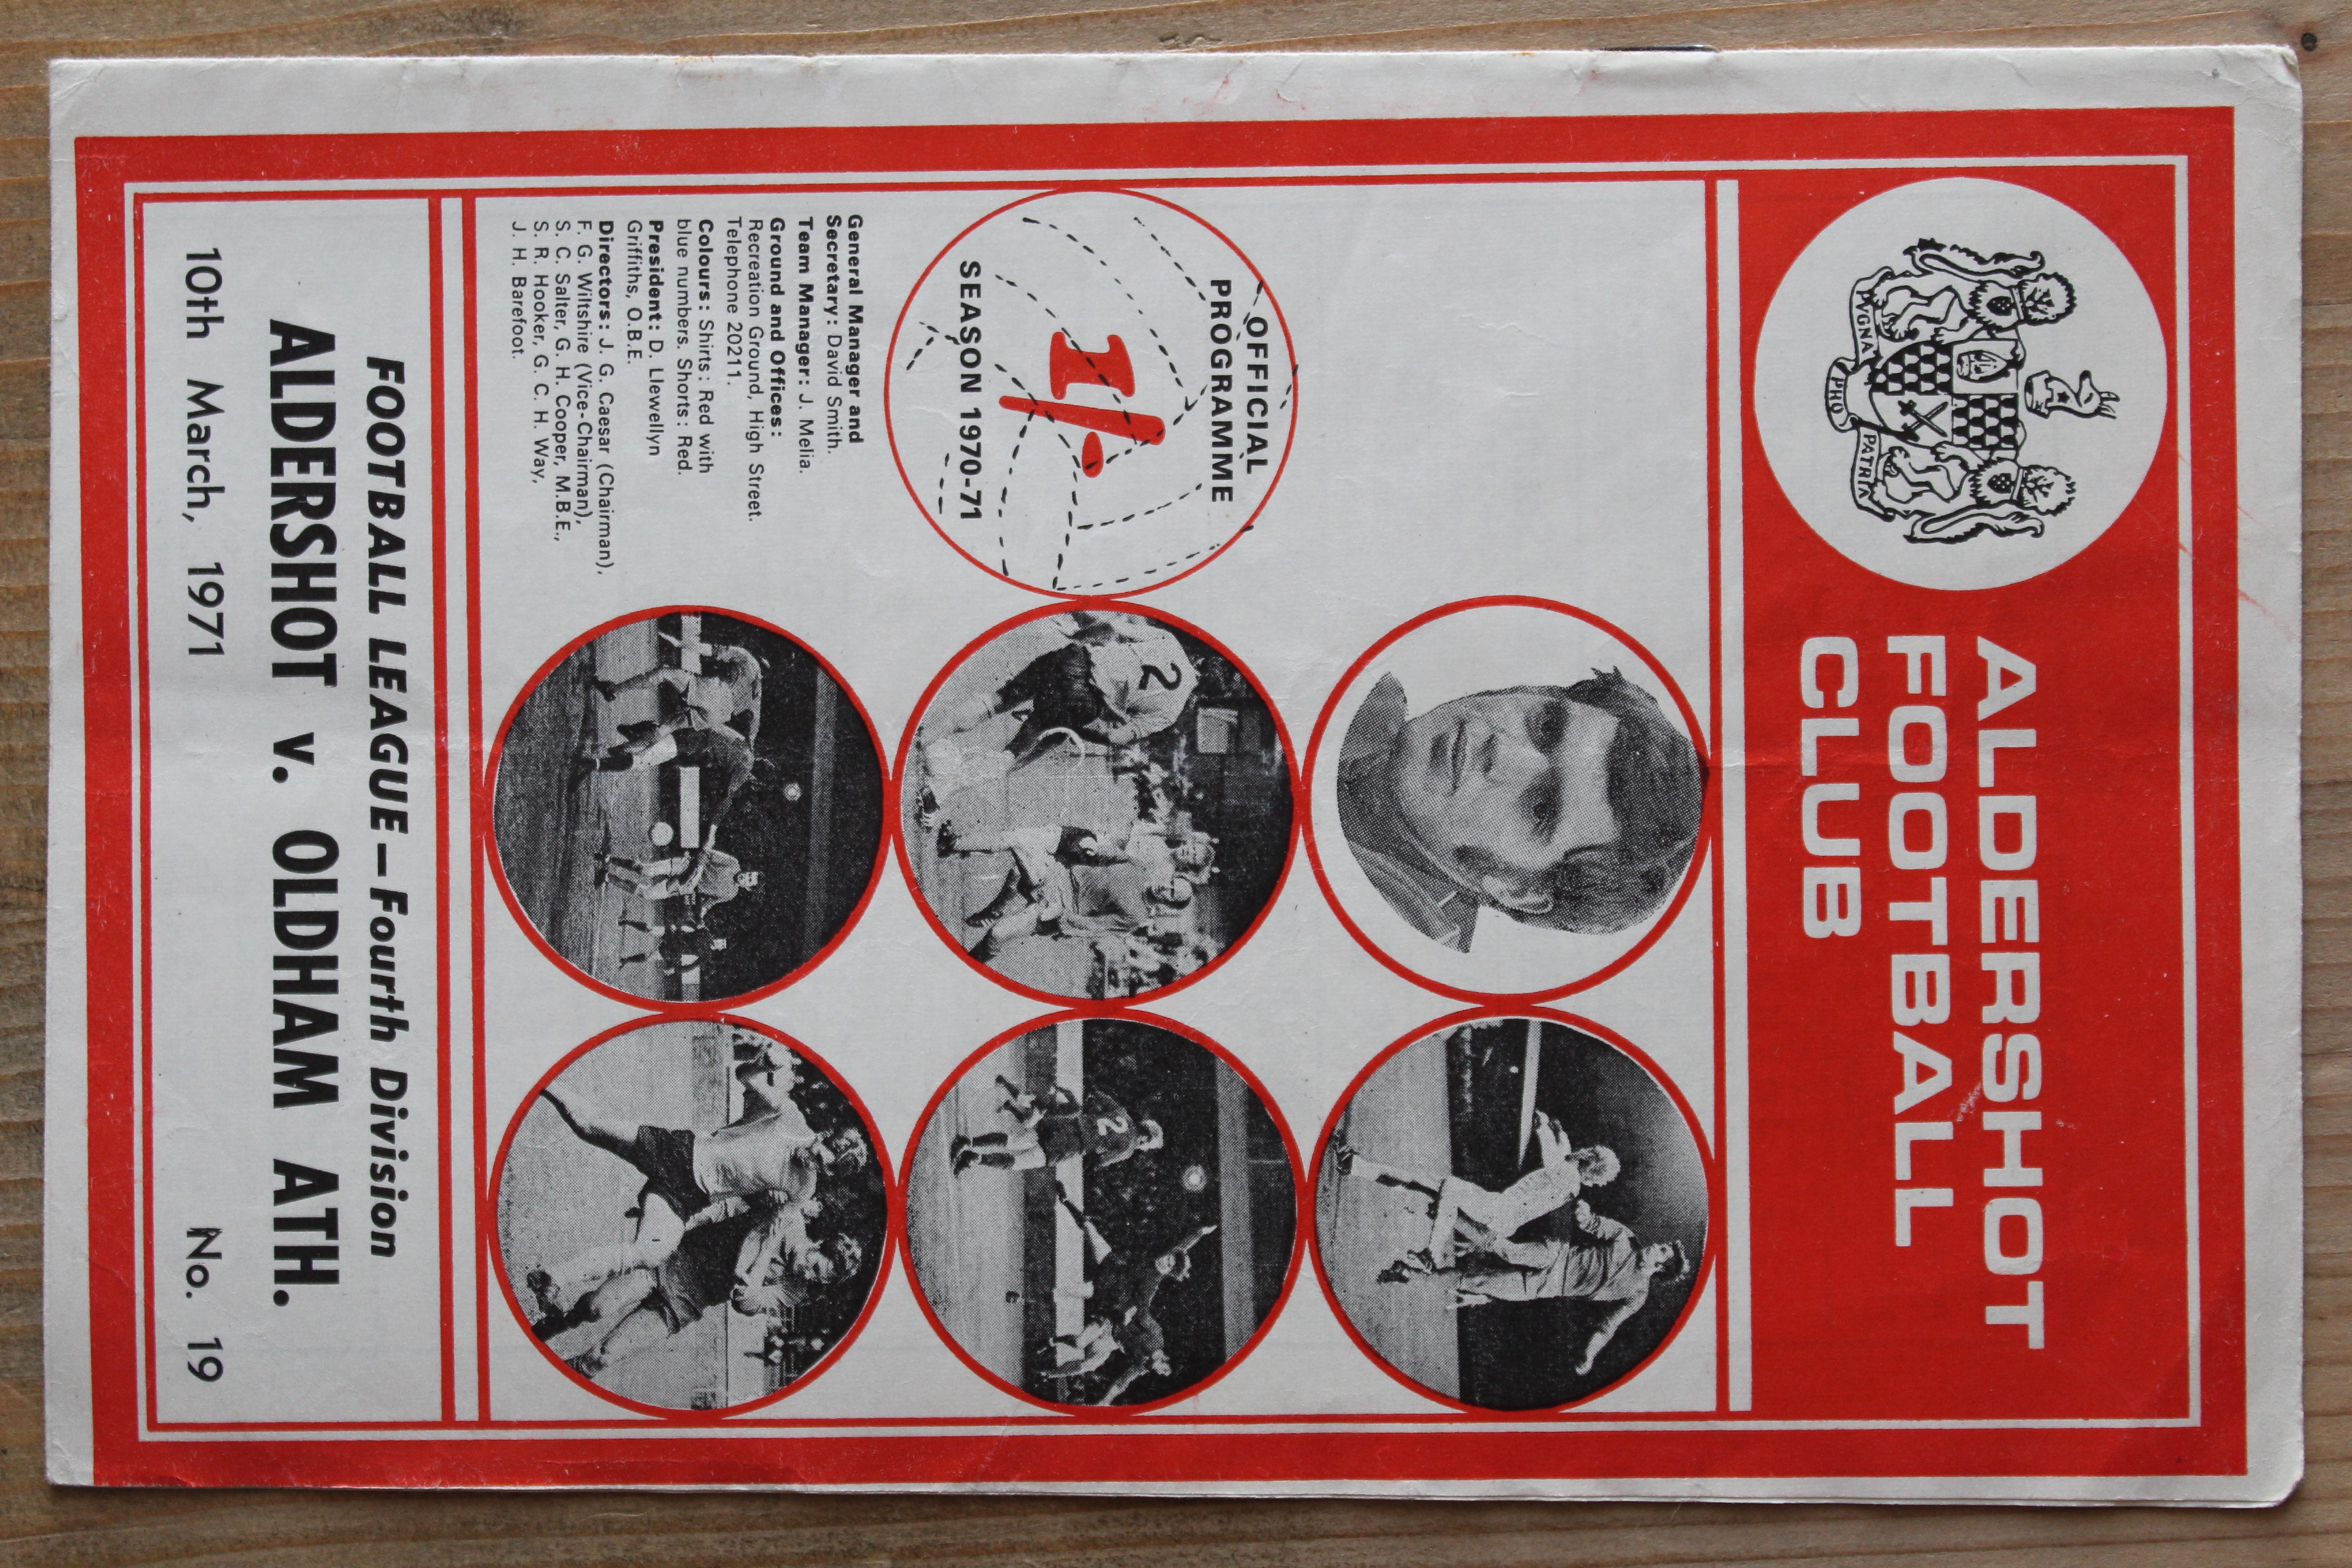 ALDERSHOT
FOOTBALL
CLUB
PYGNA PRO PATRIA
OFFICIAL
PROGRAMME
1/-
SEASON 1970-71
General Manager and
Secretary: David Smith.
Team Manager: J. Melia.
Ground and Offices:
Recreation Ground, High Street.
Telephone 20211.
Colours: Shirts: Red with
blue numbers. Shorts: Red.
President: D. Llewellyn
Griffiths, O.B.E.
Directors: J. G. Caesar (Chairman),
F. G. Wiltshire (Vice-Chairman),
S. C. Salter, G. H. Cooper, M.B.E.,
S. R. Hooker, G. C. H. Way,
J. H. Barefoot.
2
2
FOOTBALL LEAGUE—Fourth Division
ALDERSHOT v. OLDHAM ATH.
10th March, 1971 No. 19